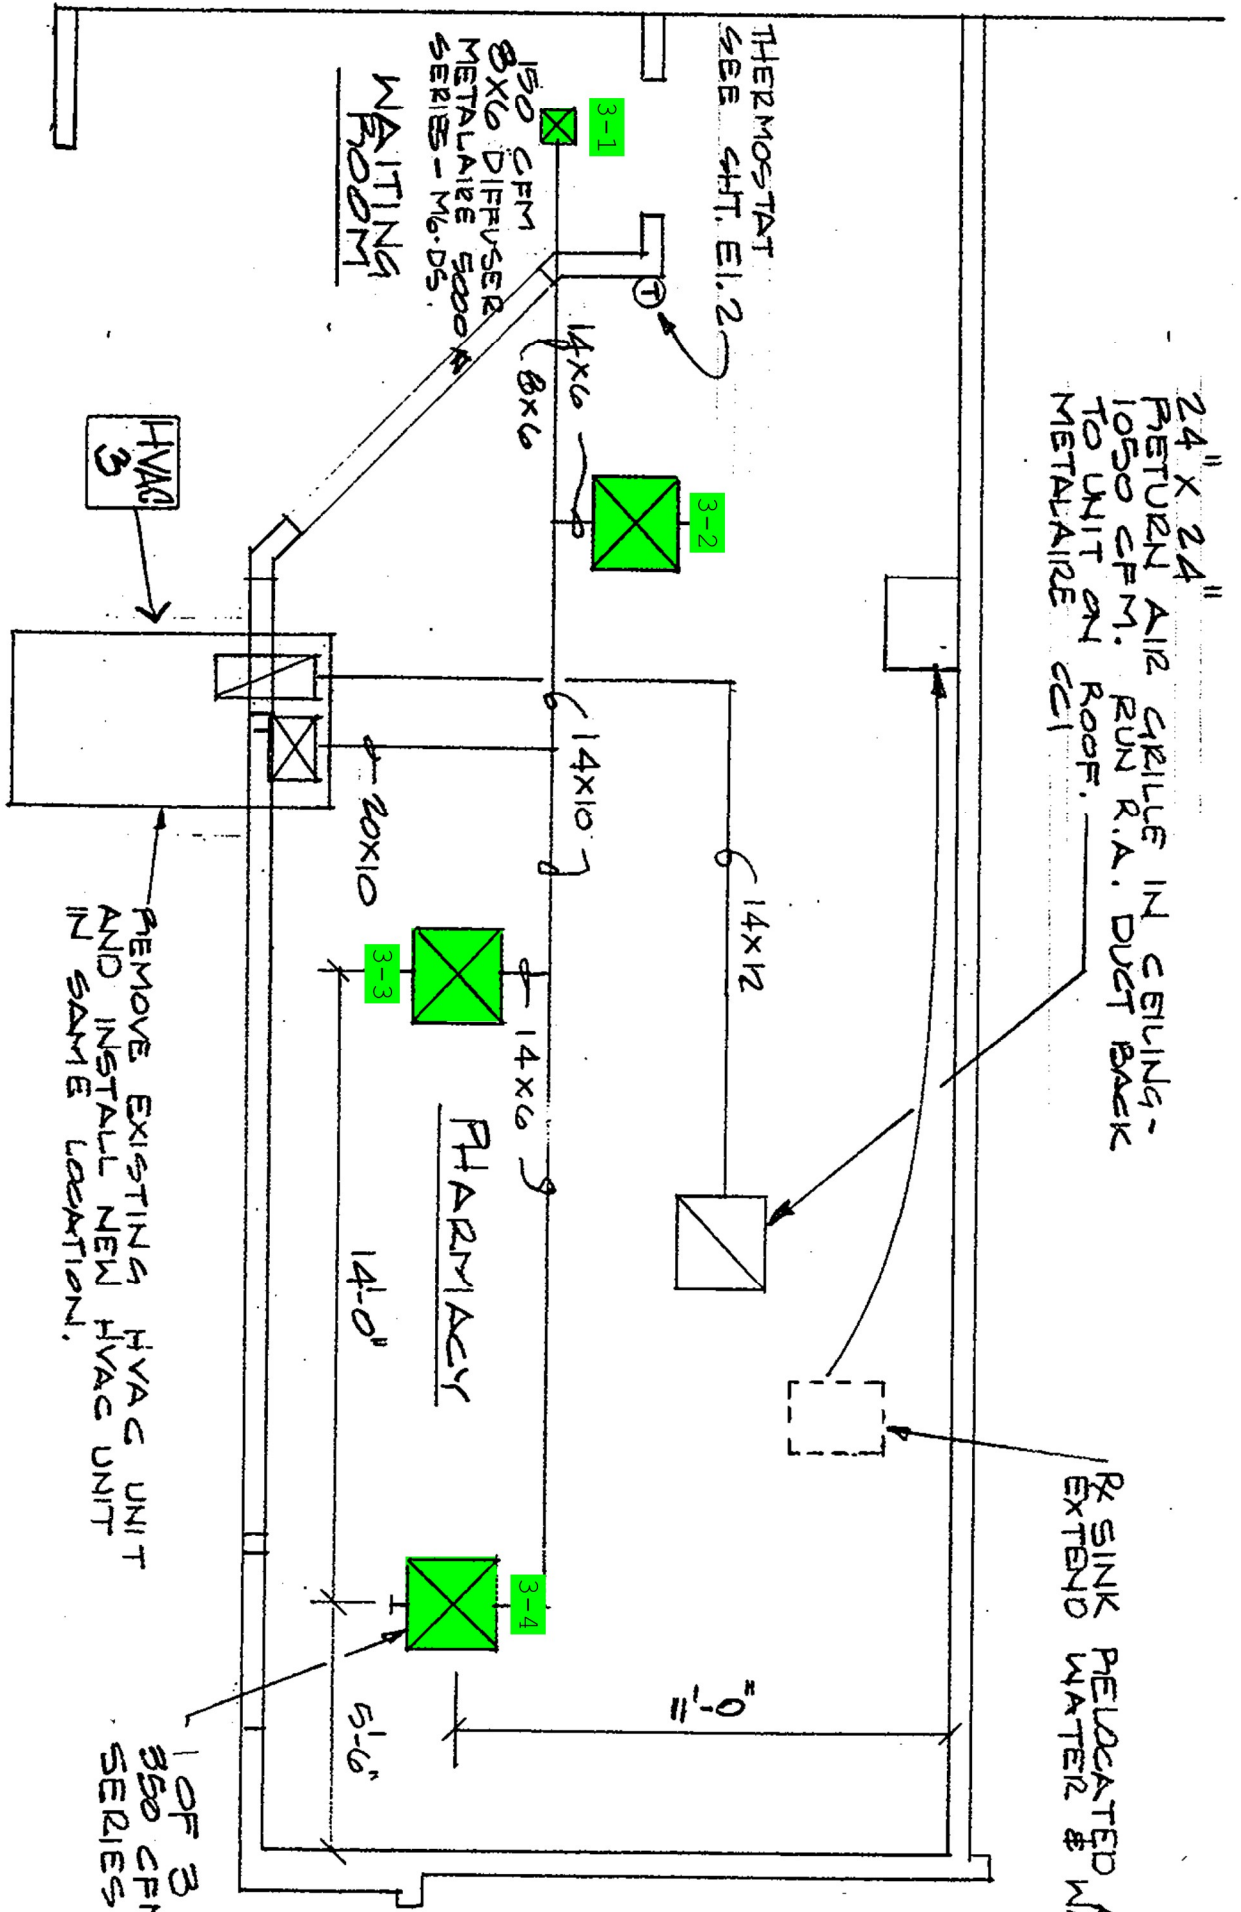 24" X 24"
RETURN AIR GRILLE IN CEILING-
1050 CFM. RUN R.A. DUCT BACK
TO UNIT ON ROOF.
METALAIRE CC1
RX SINK RELOCATED
EXTEND WATER & WA
THERMOSTAT
SEE SHT. E1.2
T
3-1
150 CFM
8X6 DIFFUSER
METALAIRE 5000
SERIES-M6-DS.
WAITING
ROOM
3-2
14X6
8X6
14X10
14X12
20X10
3-3
14X6
PHARMACY
3-4
14'-0"
5'-6"
11'-0"
HVAC
3
REMOVE EXISTING HVAC UNIT
AND INSTALL NEW HVAC UNIT
IN SAME LOCATION.
1 OF 3
350 CFM
SERIES